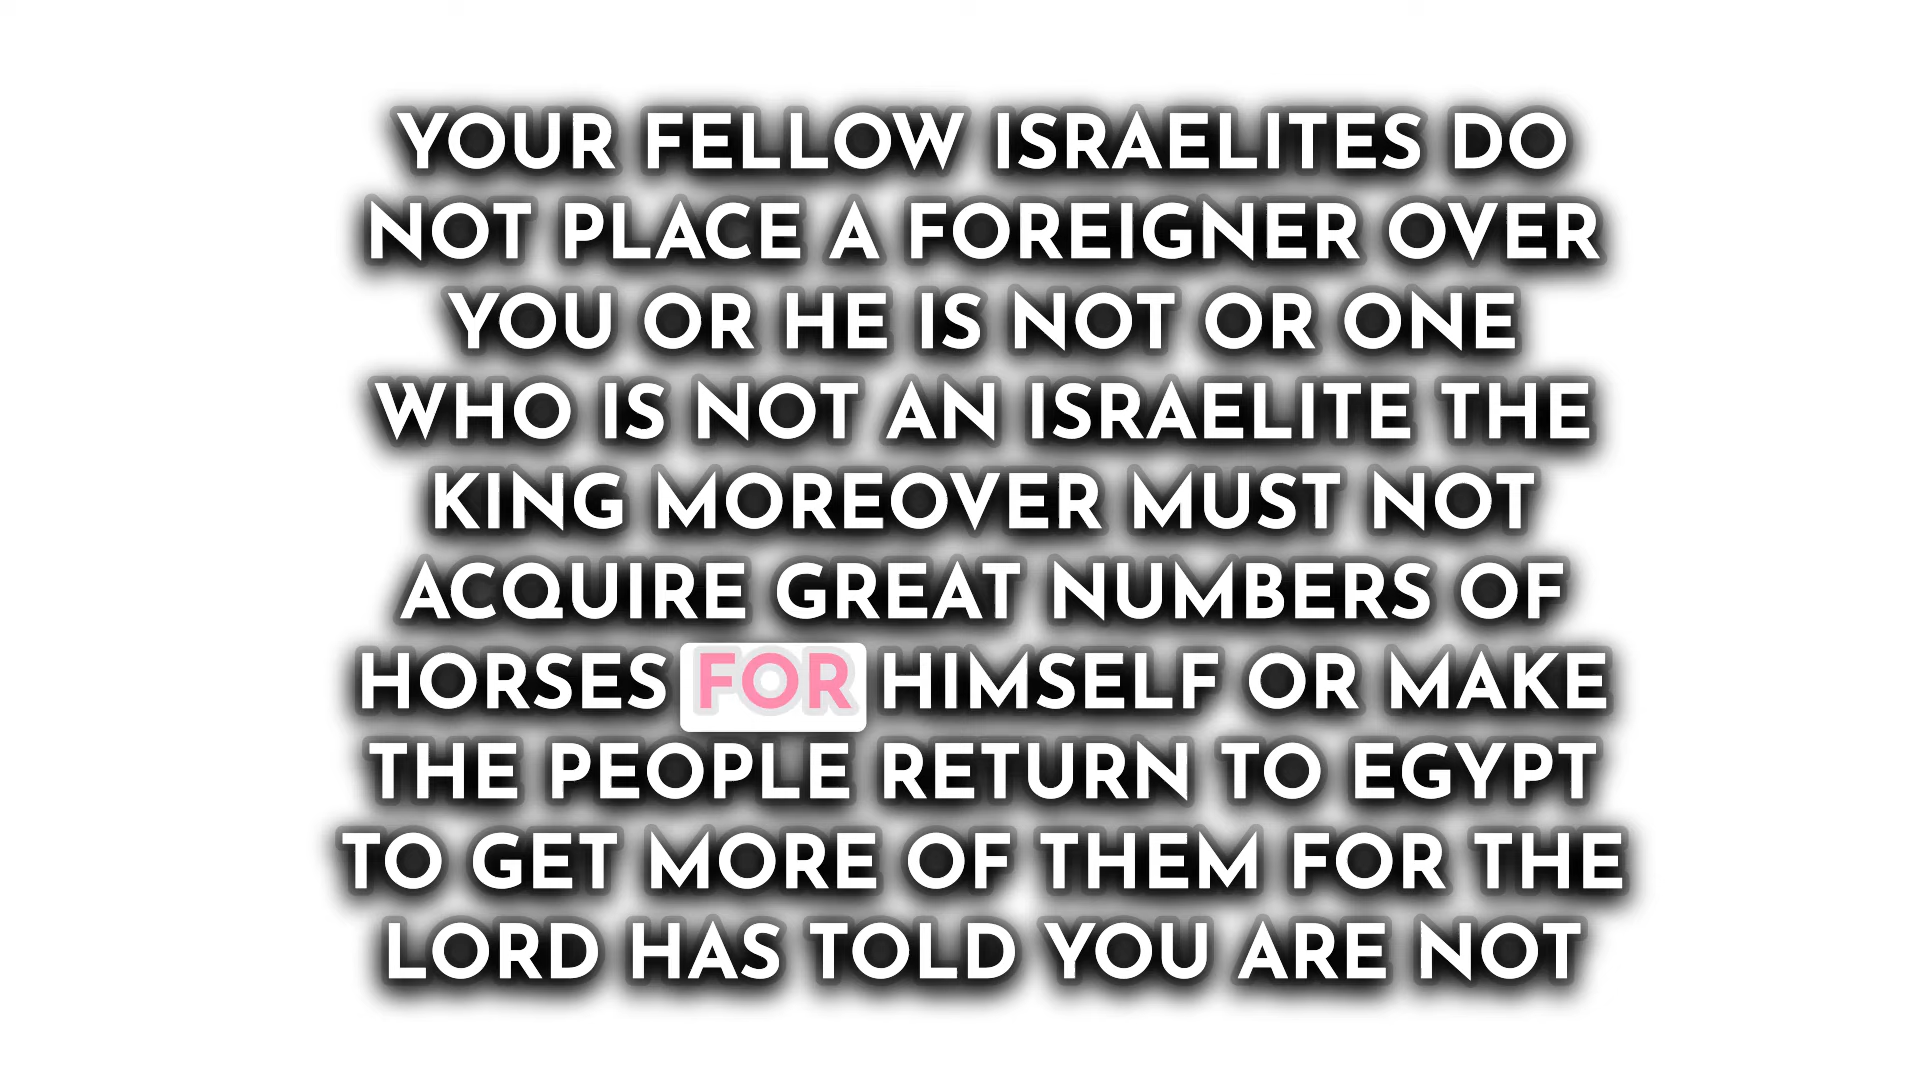 YOUR FELLOW ISRAELITES DO
NOT PLACE A FOREIGNER OVER
YOU OR HE IS NOT OR ONE
WHO IS NOT AN ISRAELITE THE
KING MOREOVER MUST NOT
ACQUIRE GREAT NUMBERS OF
HORSES FOR HIMSELF OR MAKE
THE PEOPLE RETURN TO EGYPT
TO GET MORE OF THEM FOR THE
LORD HAS TOLD YOU ARE NOT